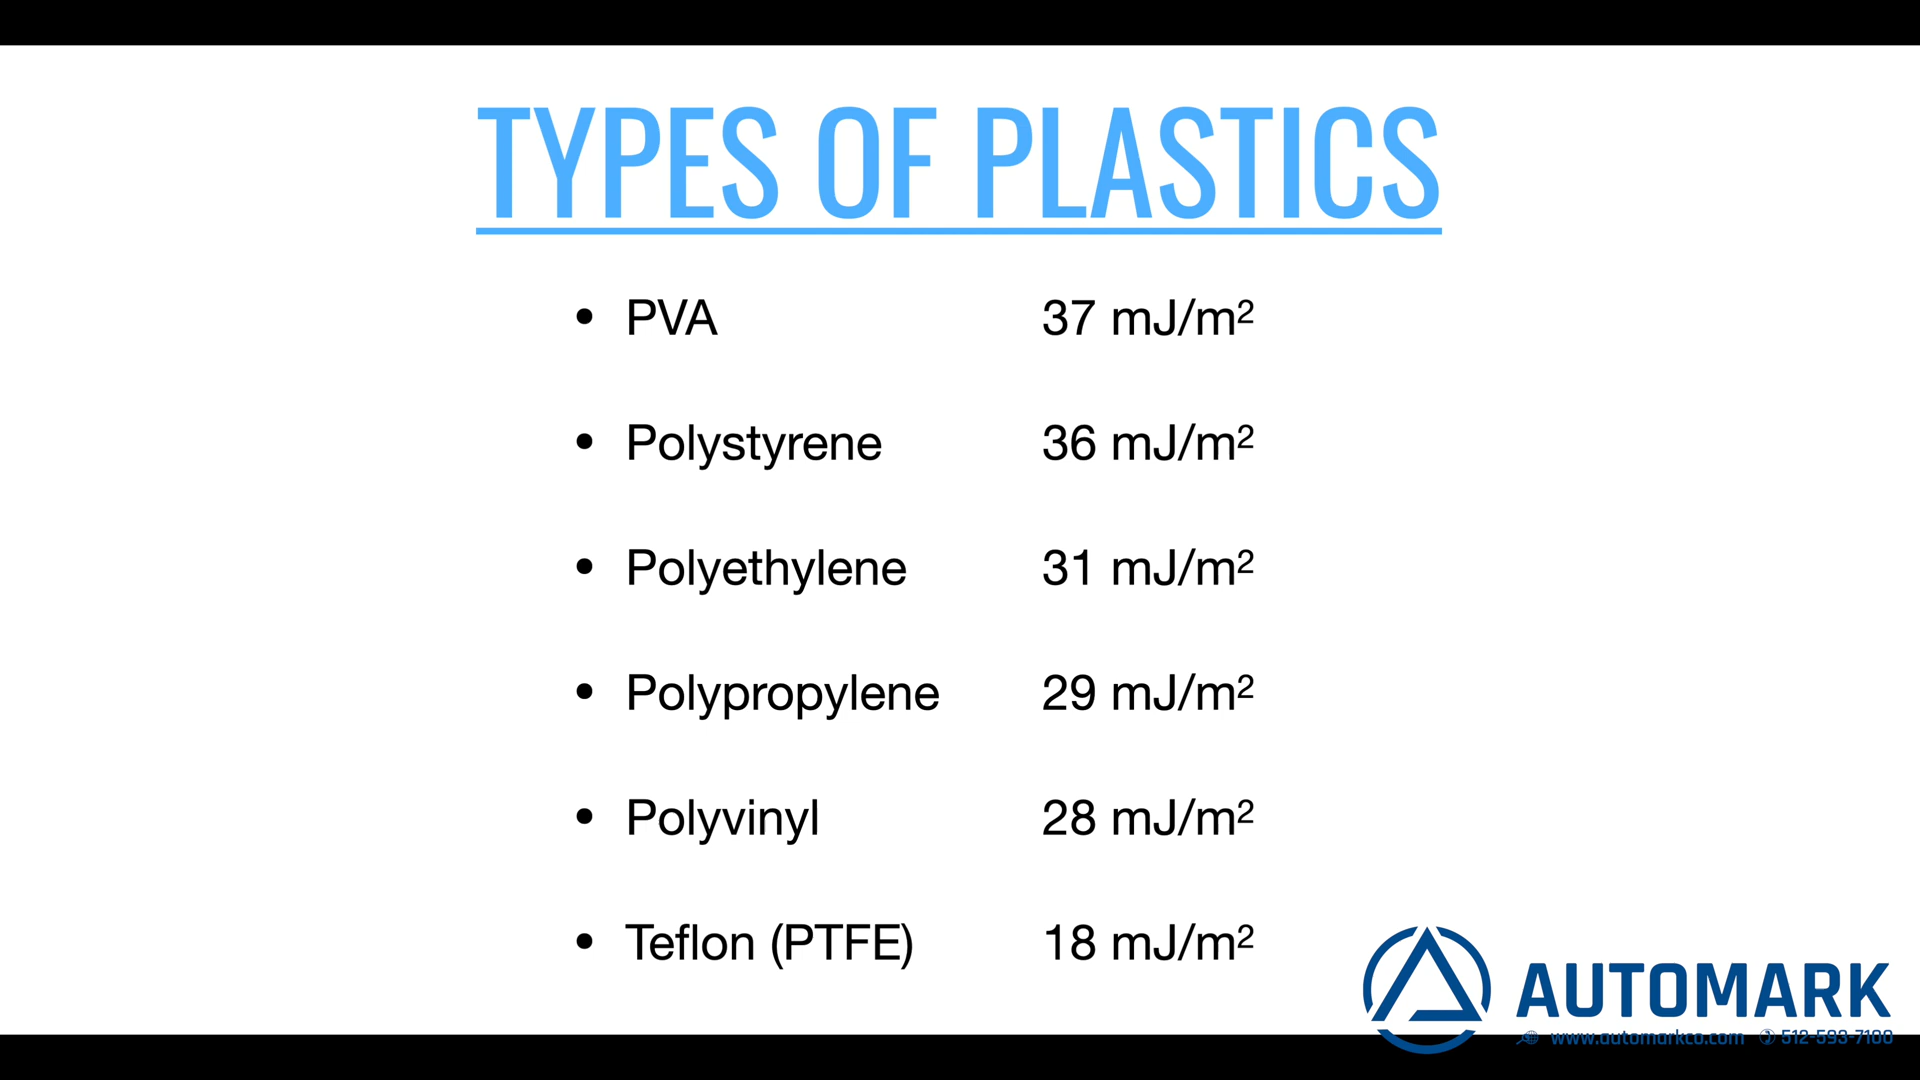 TYPES OF PLASTICS
• PVA 37 mJ/m²
• Polystyrene 36 mJ/m²
• Polyethylene 31 mJ/m²
• Polypropylene 29 mJ/m²
• Polyvinyl 28 mJ/m²
• Teflon (PTFE) 18 mJ/m²
AUTOMARK
www.automarkco.com 512-593-7100